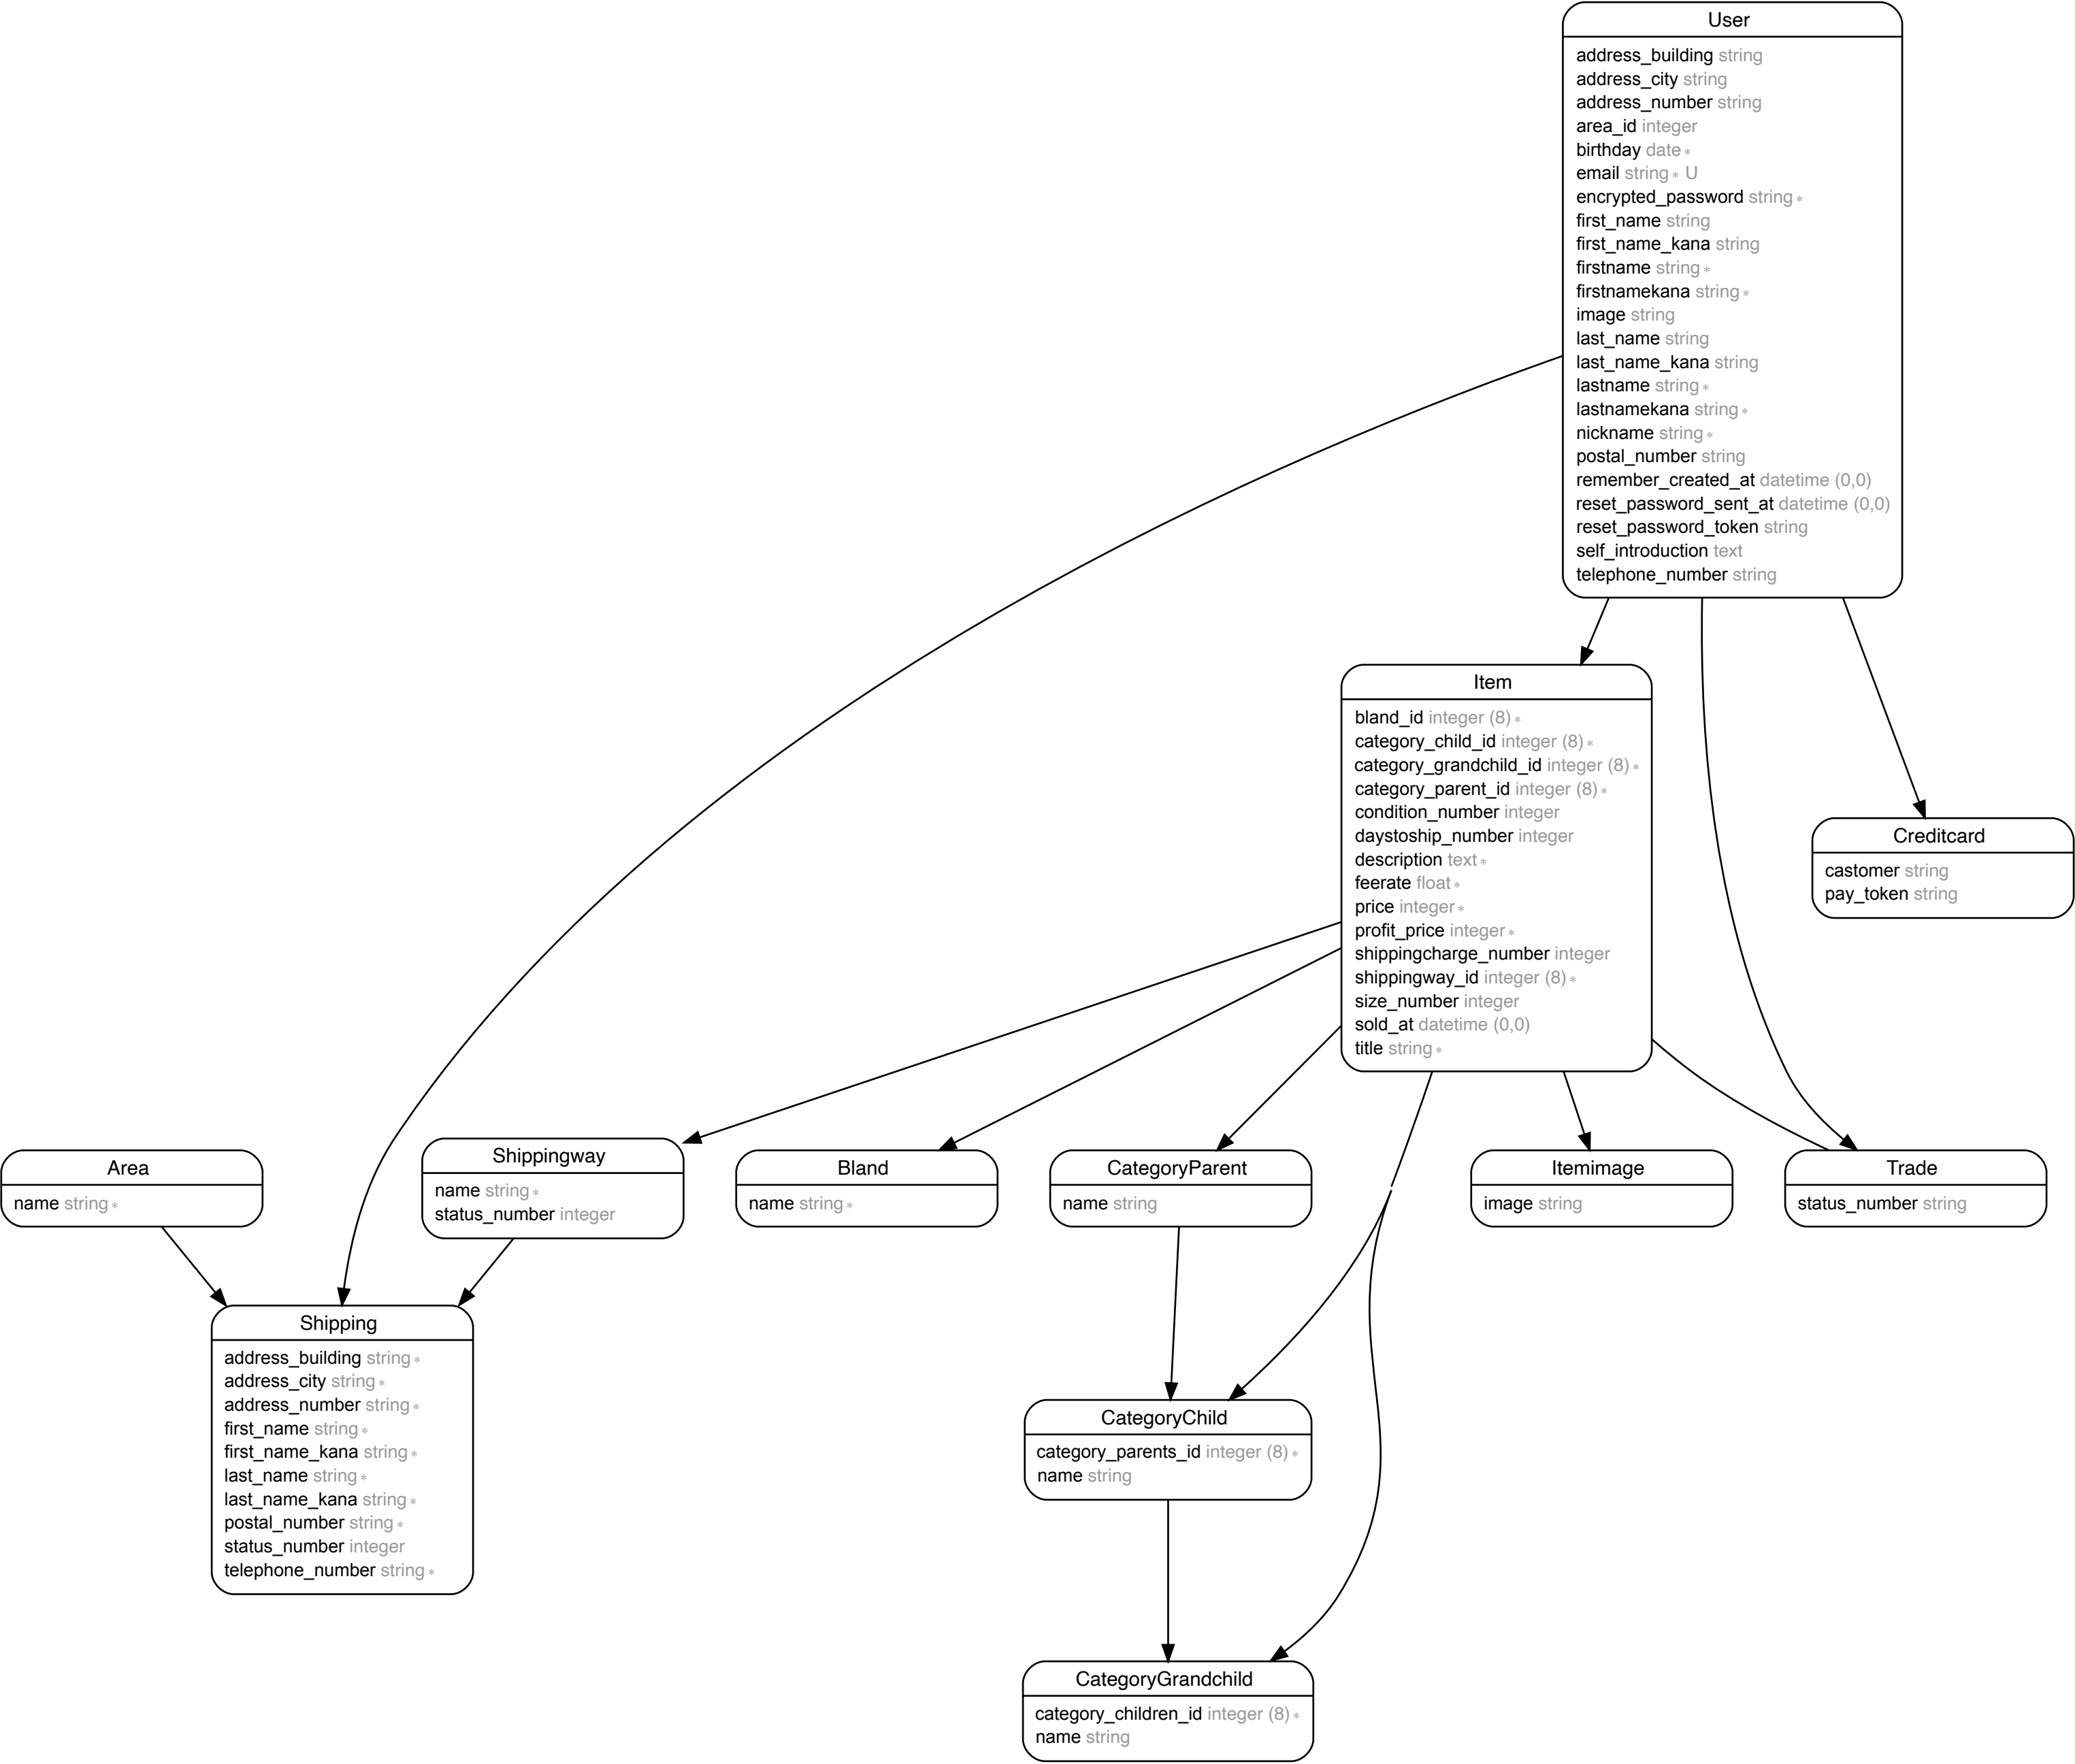 User
address_building string
address_city string
address_number string
area_id integer
birthday date *
email string * U
encrypted_password string *
first_name string
first_name_kana string
firstname string *
firstnamekana string *
image string
last_name string
last_name_kana string
lastname string *
lastnamekana string *
nickname string *
postal_number string
remember_created_at datetime (0,0)
reset_password_sent_at datetime (0,0)
reset_password_token string
self_introduction text
telephone_number string
Item
bland_id integer (8) *
category_child_id integer (8) *
category_grandchild_id integer (8) *
category_parent_id integer (8) *
condition_number integer
daystoship_number integer
description text *
feerate float *
price integer *
profit_price integer *
shippingcharge_number integer
shippingway_id integer (8) *
size_number integer
sold_at datetime (0,0)
title string *
Creditcard
castomer string
pay_token string
Area
name string *
Shippingway
name string *
status_number integer
Bland
name string *
CategoryParent
name string
Itemimage
image string
Trade
status_number string
Shipping
address_building string *
address_city string *
address_number string *
first_name string *
first_name_kana string *
last_name string *
last_name_kana string *
postal_number string *
status_number integer
telephone_number string *
CategoryChild
category_parents_id integer (8) *
name string
CategoryGrandchild
category_children_id integer (8) *
name string